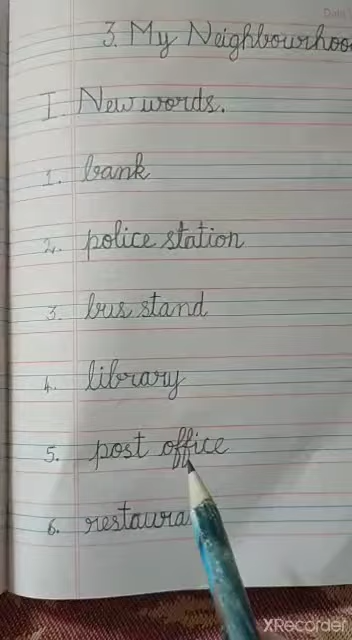 3. My Neighbourhoo
I. New words.
1. bank
2. police station
3. bus stand
4. library
5. post office
6. restaura
XRecorder